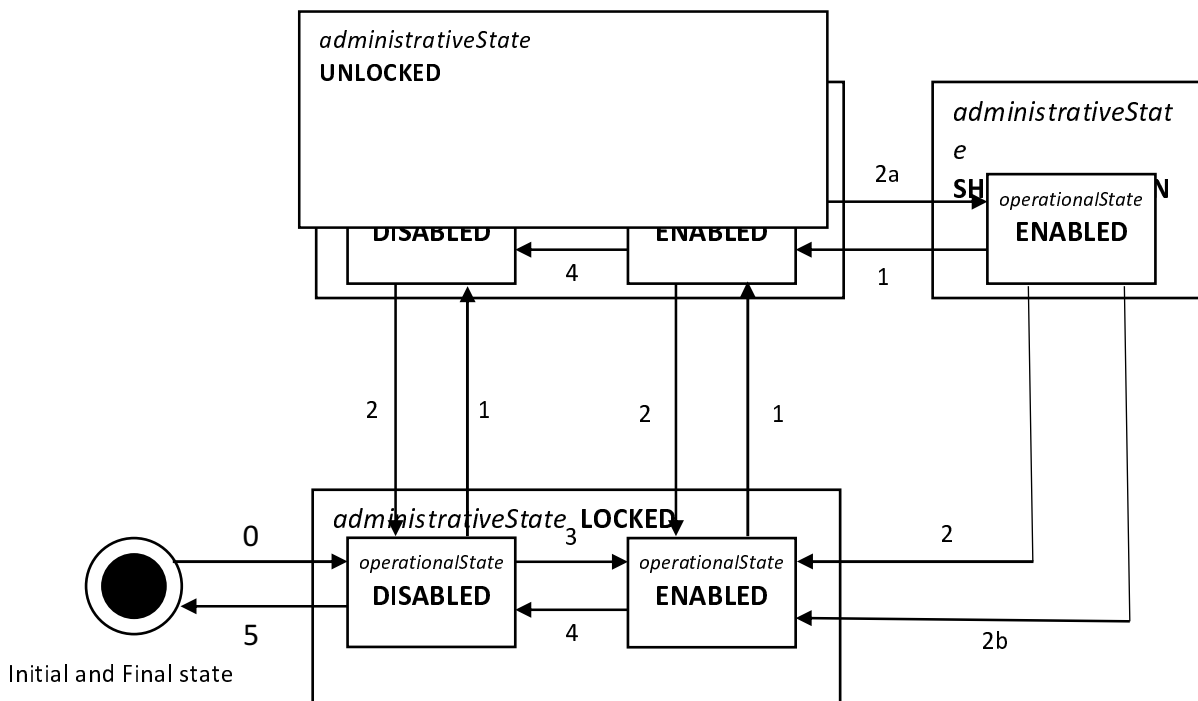 administrativeState
UNLOCKED
administrativeStat
e
2a
SH N
operationalState
ENABLED
DISABLED
ENABLED
4
1
2
1
2
1
administrativeState LOCKED
0
3
2
operationalState
DISABLED
operationalState
ENABLED
5
4
2b
Initial and Final state